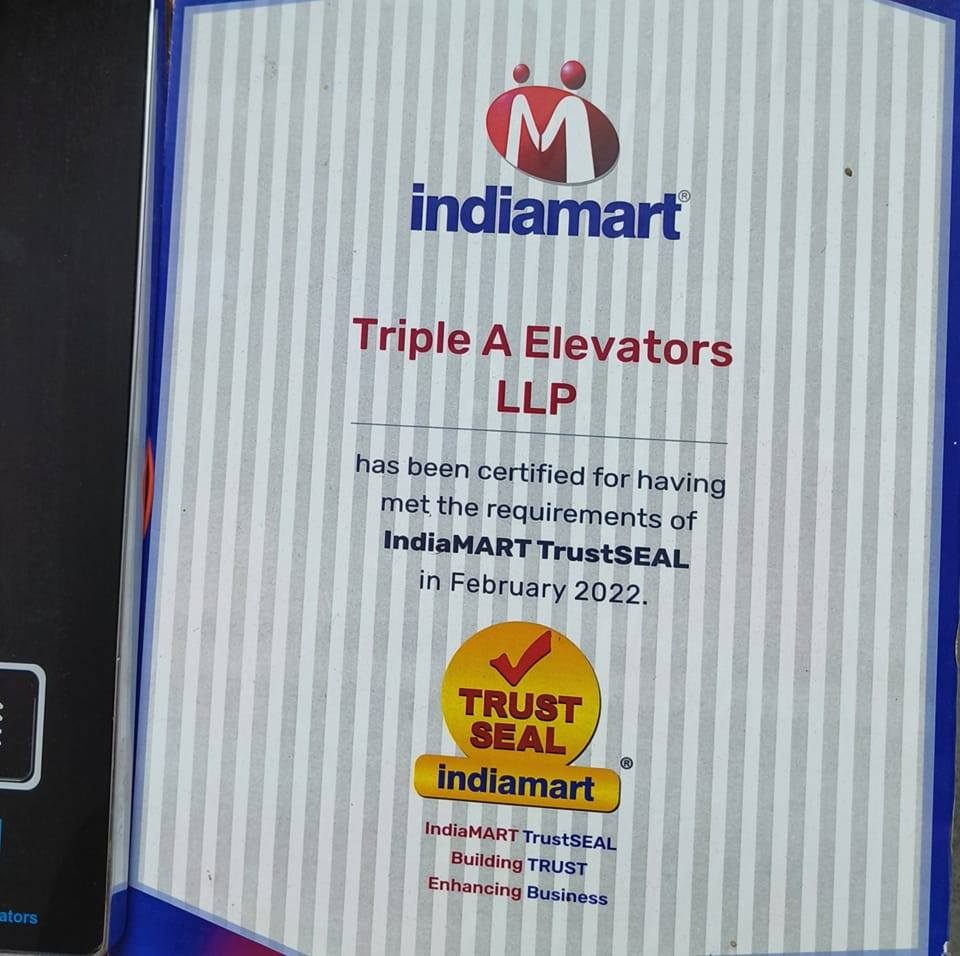 M
indiamart®
Triple A Elevators
LLP
has been certified for having
met the requirements of
IndiaMART TrustSEAL
in February 2022.
TRUST
SEAL
indiamart®
IndiaMART TrustSEAL
Building TRUST
Enhancing Business
ators